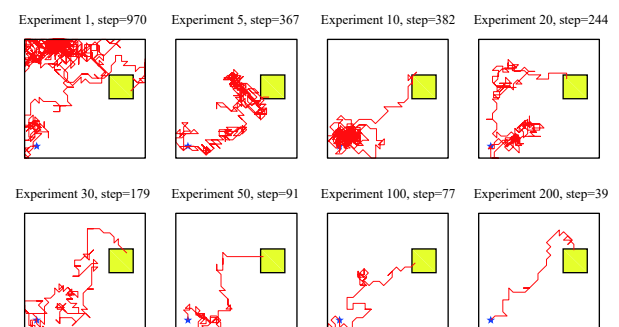 Experiment 1, step=970
Experiment 5, step=367
Experiment 10, step=382
Experiment 20, step=244
Experiment 30, step=179
Experiment 50, step=91
Experiment 100, step=77
Experiment 200, step=39